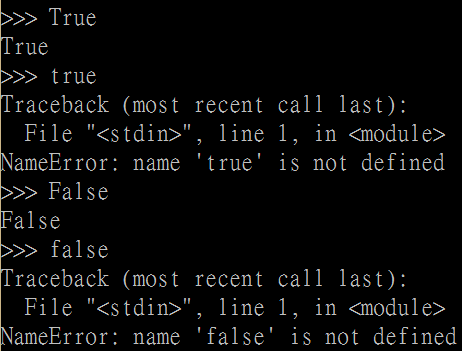 >>> True
True
>>> true
Traceback (most recent call last):
  File "<stdin>", line 1, in <module>
NameError: name 'true' is not defined
>>> False
False
>>> false
Traceback (most recent call last):
  File "<stdin>", line 1, in <module>
NameError: name 'false' is not defined